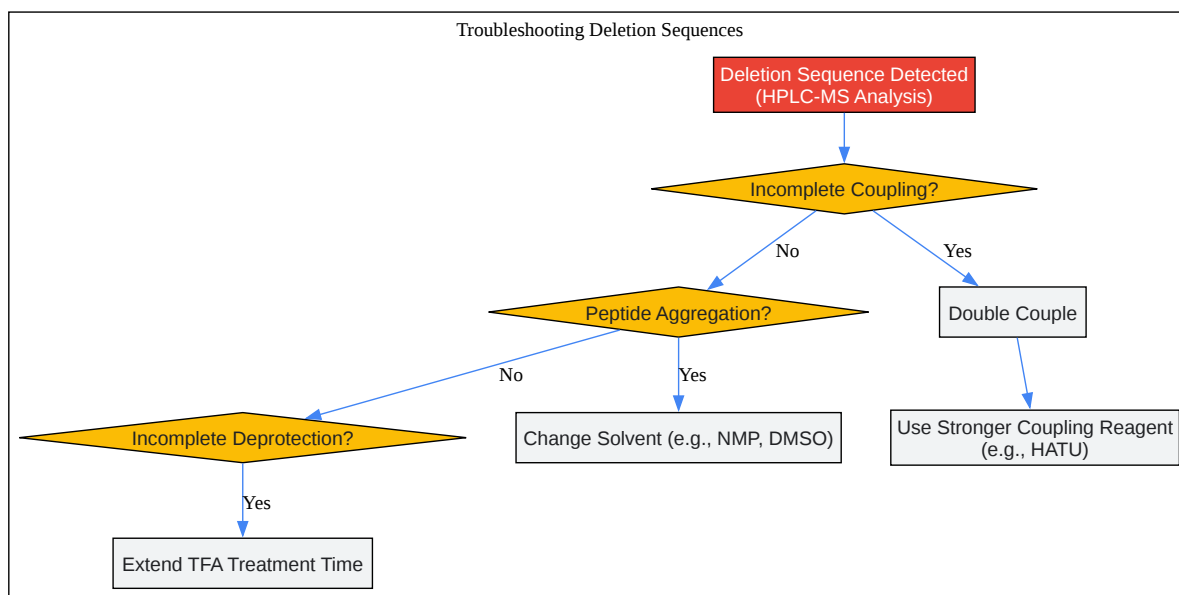 Troubleshooting Deletion Sequences
Deletion Sequence Detected
(HPLC-MS Analysis)
Incomplete Coupling?
No
Yes
Peptide Aggregation?
Double Couple
No
Yes
Incomplete Deprotection?
Change Solvent (e.g., NMP, DMSO)
Use Stronger Coupling Reagent
(e.g., HATU)
Yes
Extend TFA Treatment Time